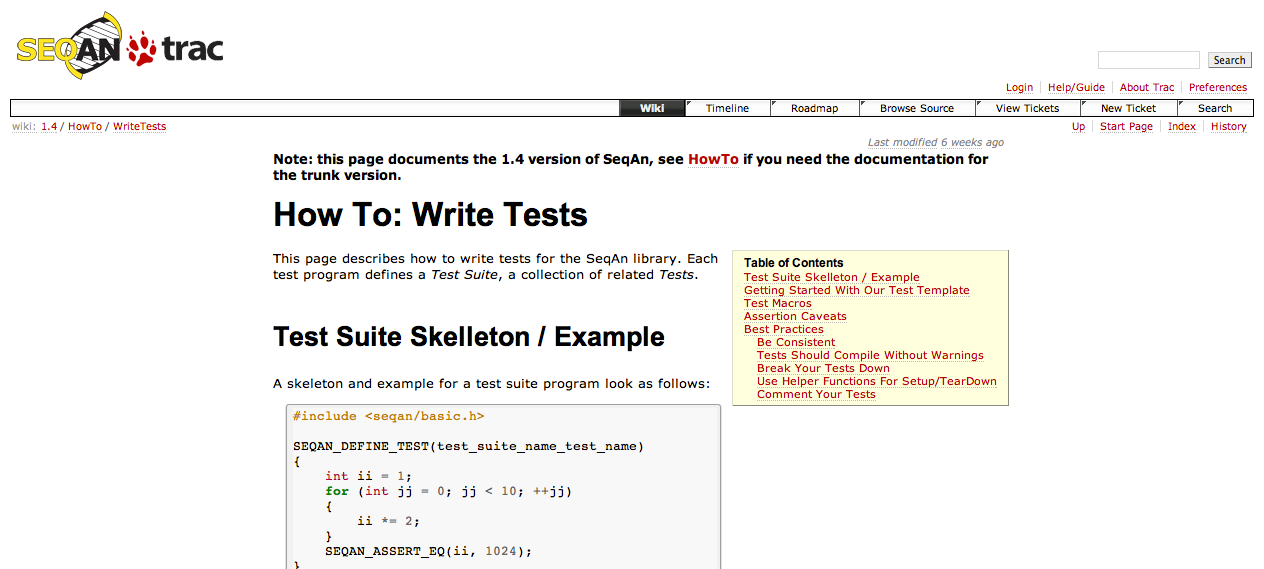 SEQAN trac
Search
Login Help/Guide About Trac Preferences
Wiki Timeline Roadmap Browse Source View Tickets New Ticket Search
wiki: 1.4 / HowTo / WriteTests
Up Start Page Index History
Last modified 6 weeks ago
Note: this page documents the 1.4 version of SeqAn, see HowTo if you need the documentation for
the trunk version.
How To: Write Tests
This page describes how to write tests for the SeqAn library. Each
test program defines a Test Suite, a collection of related Tests.
Table of Contents
Test Suite Skeleton / Example
Getting Started With Our Test Template
Test Macros
Assertion Caveats
Best Practices
Be Consistent
Tests Should Compile Without Warnings
Break Your Tests Down
Use Helper Functions For Setup/TearDown
Comment Your Tests
Test Suite Skelleton / Example
A skeleton and example for a test suite program look as follows:
#include <seqan/basic.h>
SEQAN_DEFINE_TEST(test_suite_name_test_name)
{
    int ii = 1;
    for (int jj = 0; jj < 10; ++jj)
    {
        ii *= 2;
    }
    SEQAN_ASSERT_EQ(ii, 1024);
}